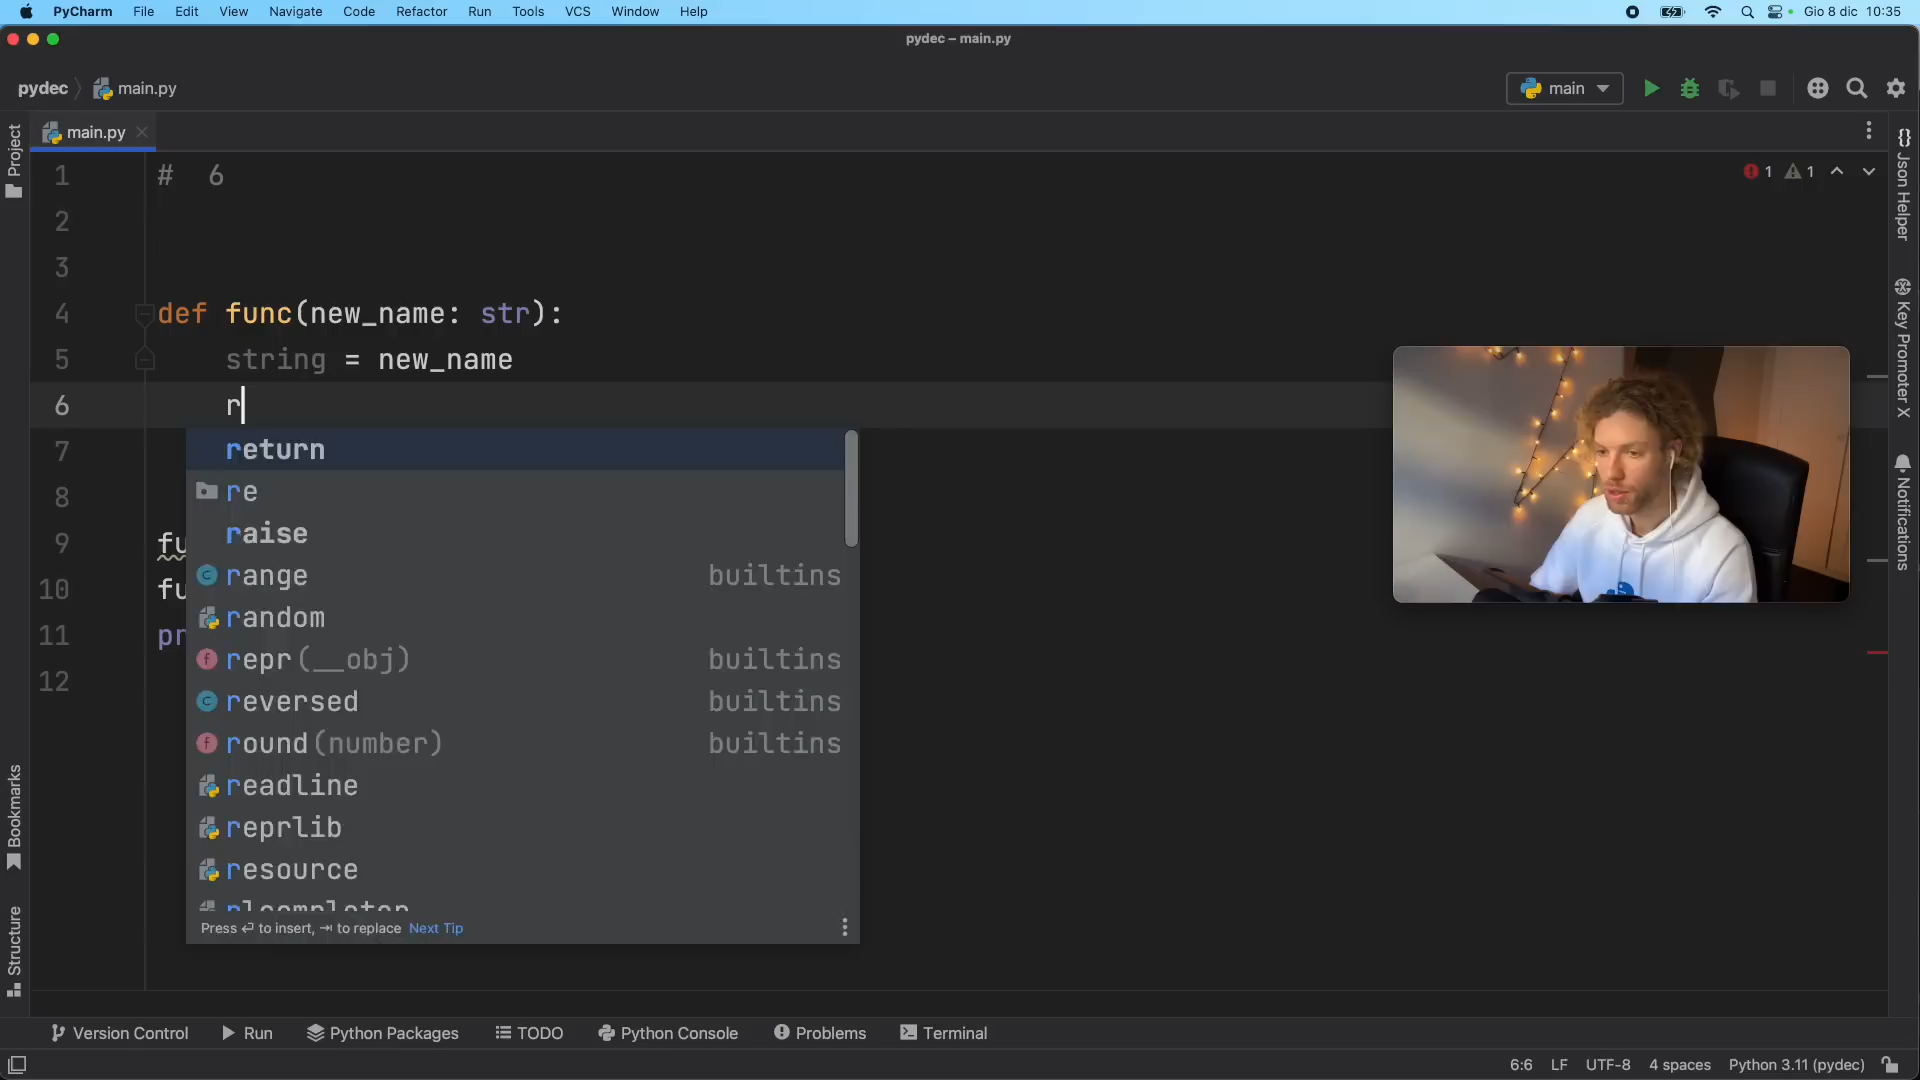 PyCharm File Edit View Navigate Code Refactor Run Tools VCS Window Help Gio 8 dic 10:35
pydec – main.py
pydec main.py main
Project
main.py
1 # 6
1 1
2
3
4 def func(new_name: str):
5 string = new_name
6 r
7
8
9 fu
10 fu
11 pr
12
return
re
raise
range builtins
random
repr(__obj) builtins
reversed builtins
round(number) builtins
readline
reprlib
resource
rlcompleter
Press ⏎ to insert, ⇥ to replace Next Tip
{} Json Helper
Key Promoter X
Notifications
Bookmarks
Structure
Version Control Run Python Packages TODO Python Console Problems Terminal
6:6 LF UTF-8 4 spaces Python 3.11 (pydec)